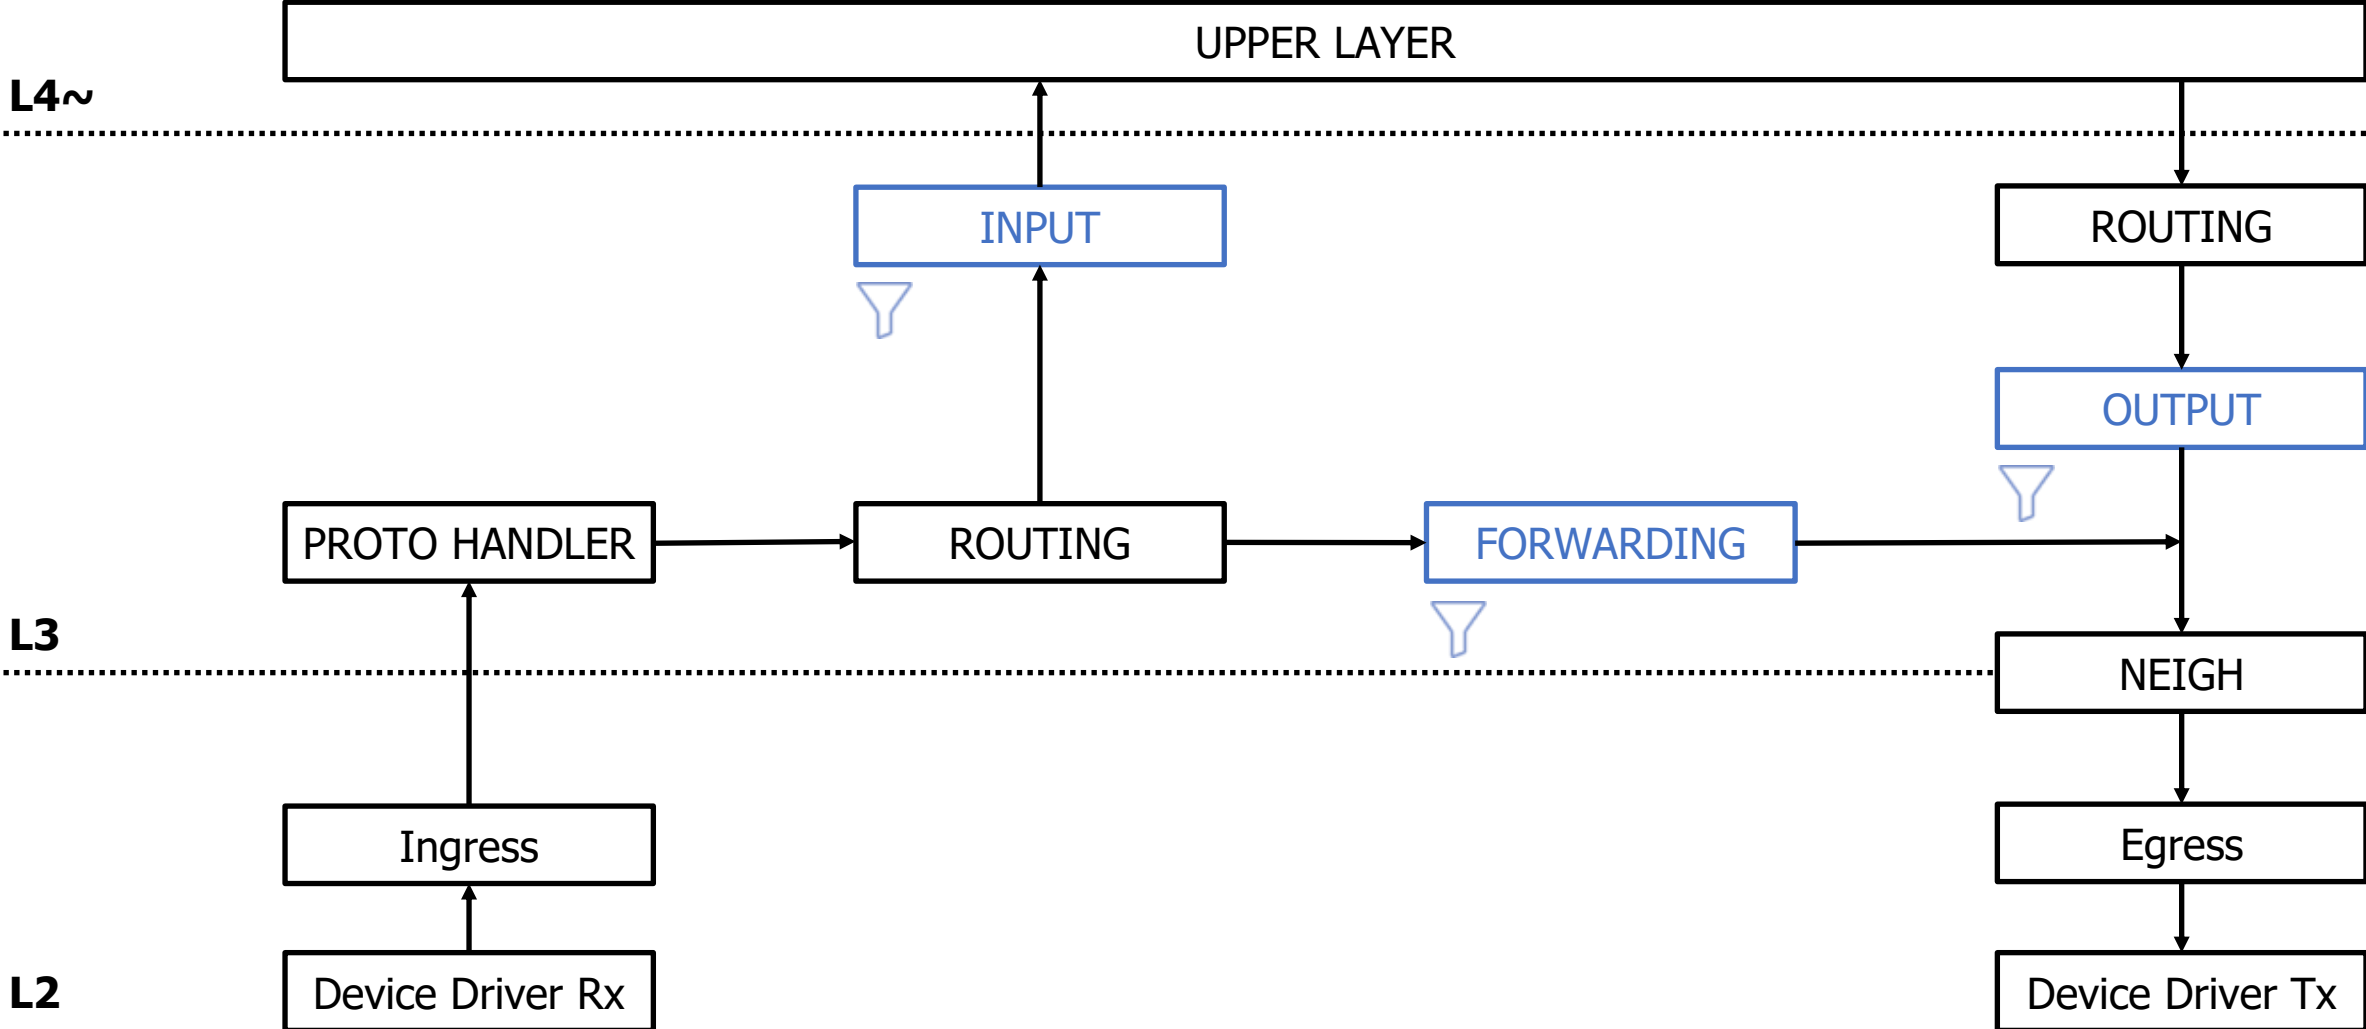 UPPER LAYER
L4~
INPUT
ROUTING
OUTPUT
PROTO HANDLER
ROUTING
FORWARDING
L3
NEIGH
Ingress
Egress
L2
Device Driver Rx
Device Driver Tx